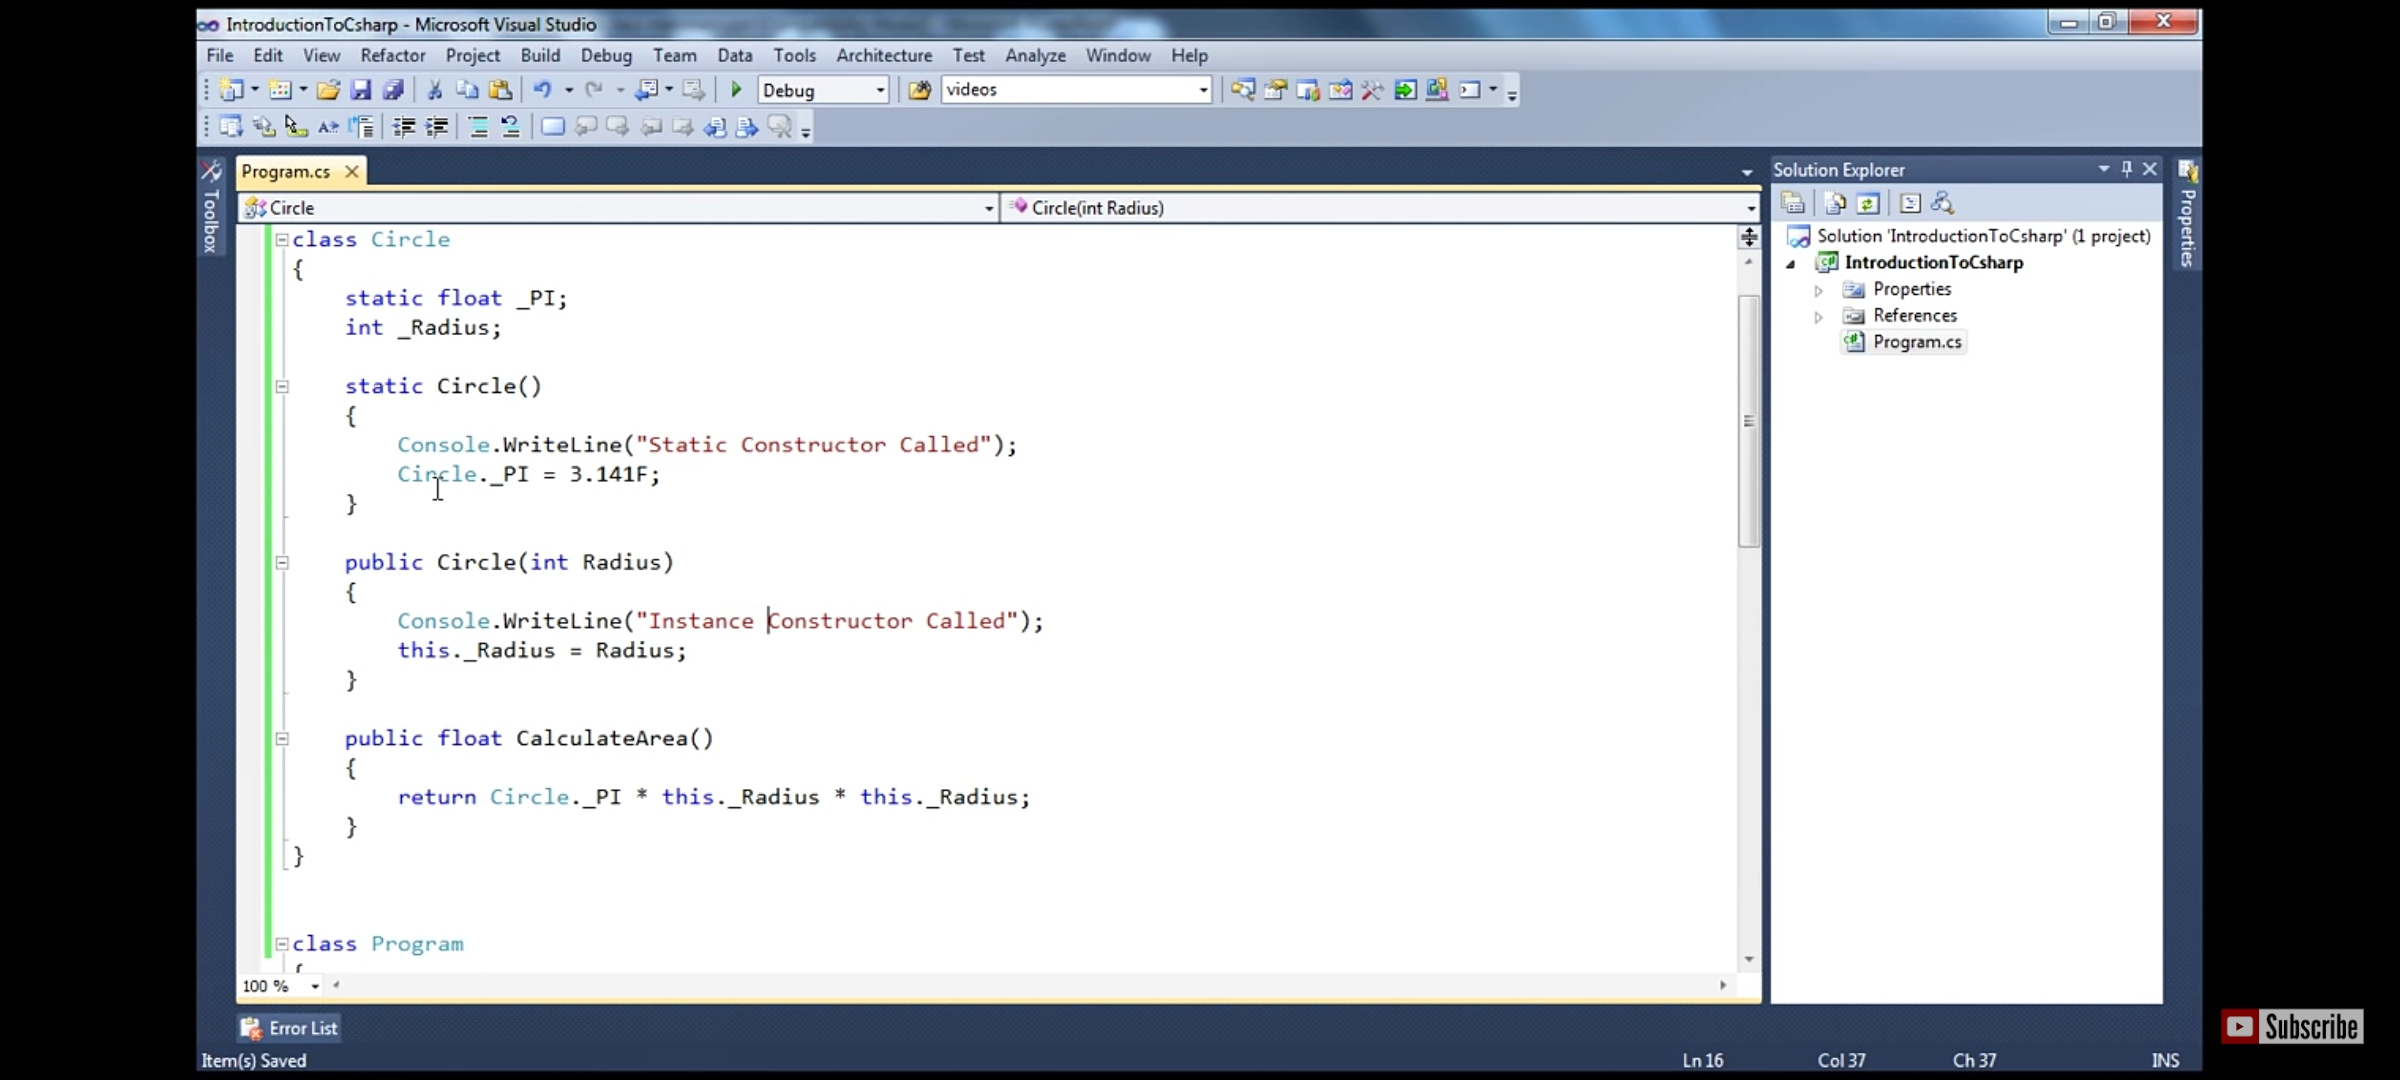 IntroductionToCsharp - Microsoft Visual Studio
File Edit View Refactor Project Build Debug Team Data Tools Architecture Test Analyze Window Help
Debug videos
Toolbox
Program.cs
Circle Circle(int Radius)
class Circle
{
static float _PI;
int _Radius;
static Circle()
{
Console.WriteLine("Static Constructor Called");
Circle._PI = 3.141F;
}
public Circle(int Radius)
{
Console.WriteLine("Instance Constructor Called");
this._Radius = Radius;
}
public float CalculateArea()
{
return Circle._PI * this._Radius * this._Radius;
}
}
class Program
{
100 %
Solution Explorer
Solution 'IntroductionToCsharp' (1 project)
IntroductionToCsharp
Properties
References
Program.cs
Properties
Error List
Item(s) Saved Ln 16 Col 37 Ch 37 INS
Subscribe